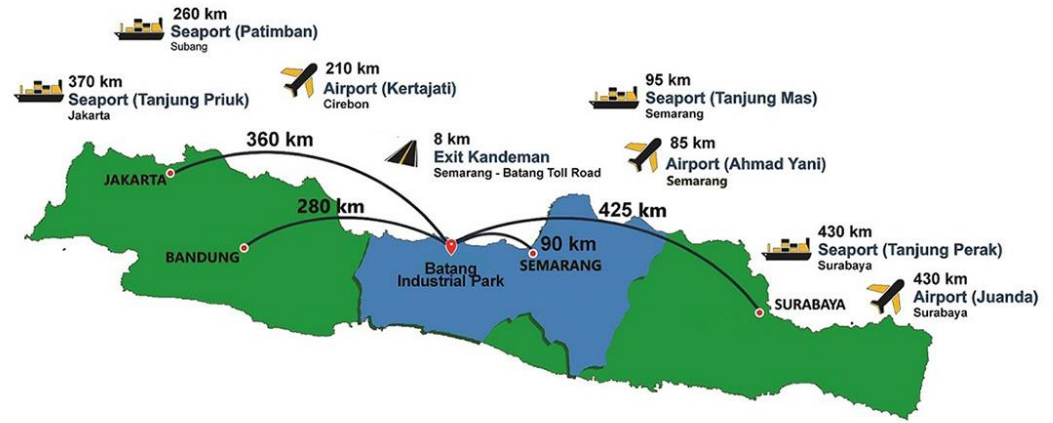 260 km
Seaport (Patimban)
Subang
370 km
Seaport (Tanjung Priuk)
Jakarta
210 km
Airport (Kertajati)
Cirebon
95 km
Seaport (Tanjung Mas)
Semarang
8 km
Exit Kandeman
Semarang - Batang Toll Road
85 km
Airport (Ahmad Yani)
Semarang
360 km
JAKARTA
280 km
BANDUNG
425 km
90 km
SEMARANG
Batang
Industrial Park
430 km
Seaport (Tanjung Perak)
Surabaya
430 km
Airport (Juanda)
Surabaya
SURABAYA